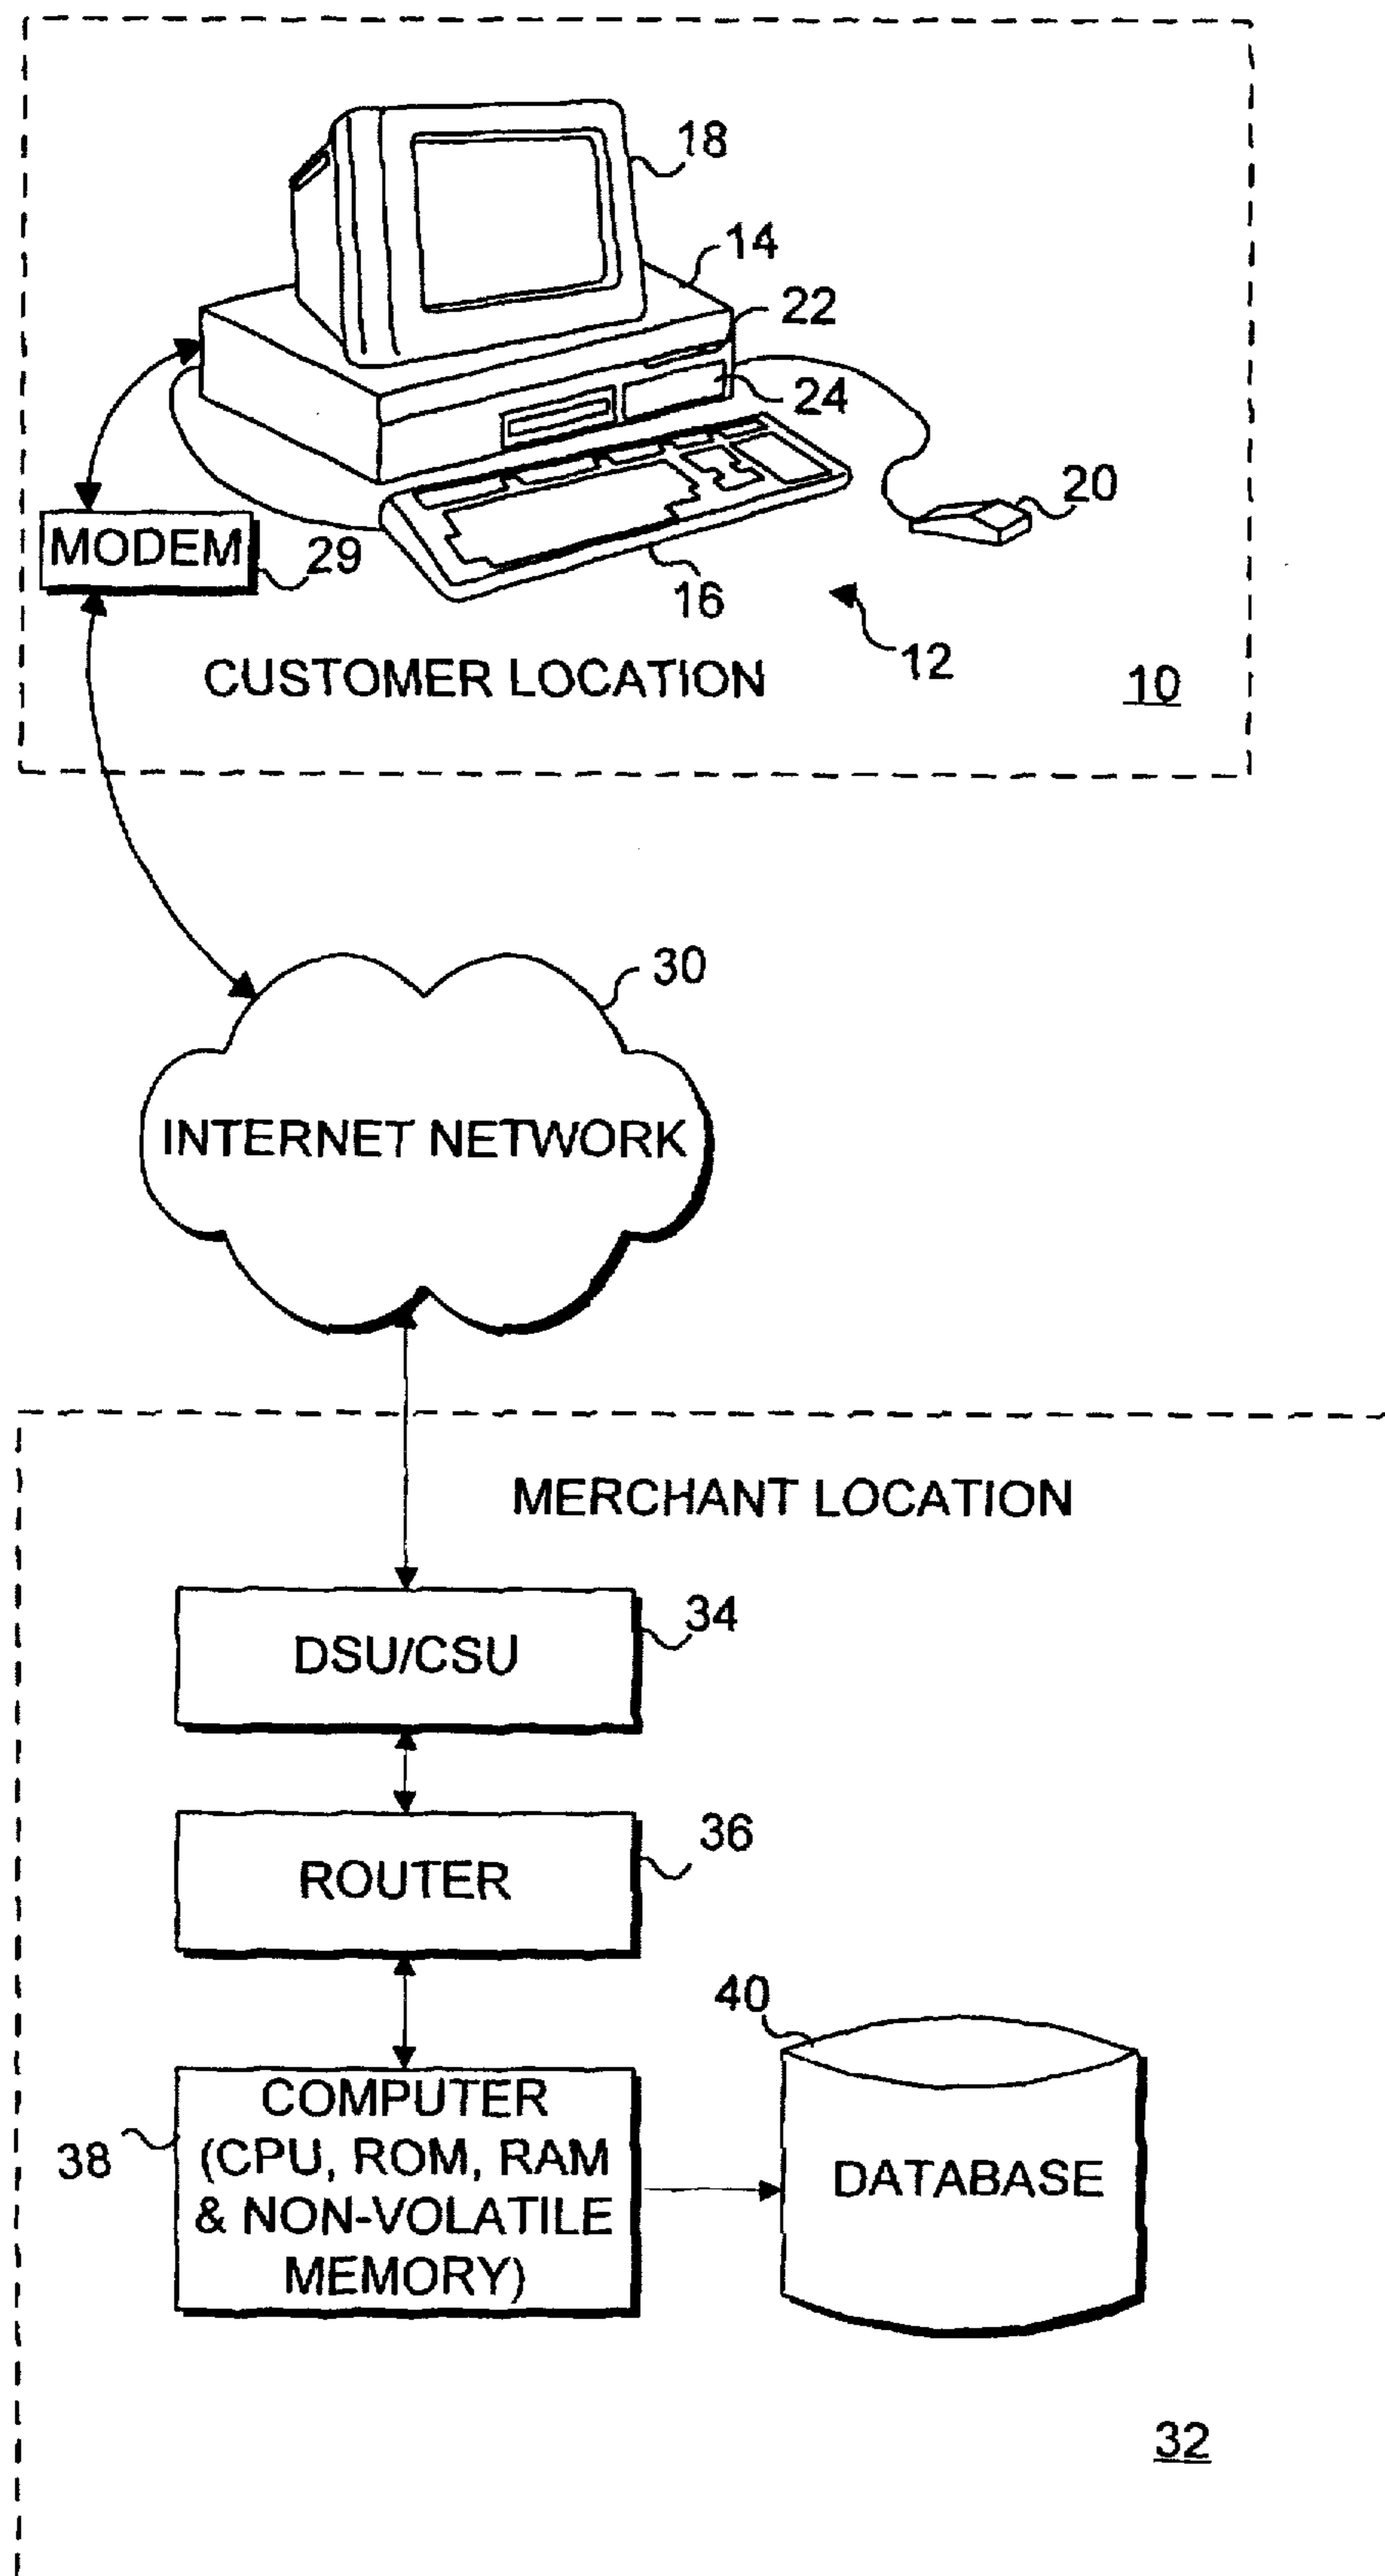 18
14
22
24
20
MODEM
29
16
12
CUSTOMER LOCATION
10
30
INTERNET NETWORK
MERCHANT LOCATION
34
DSU/CSU
36
ROUTER
40
COMPUTER
(CPU, ROM, RAM
& NON-VOLATILE
MEMORY)
38
DATABASE
32